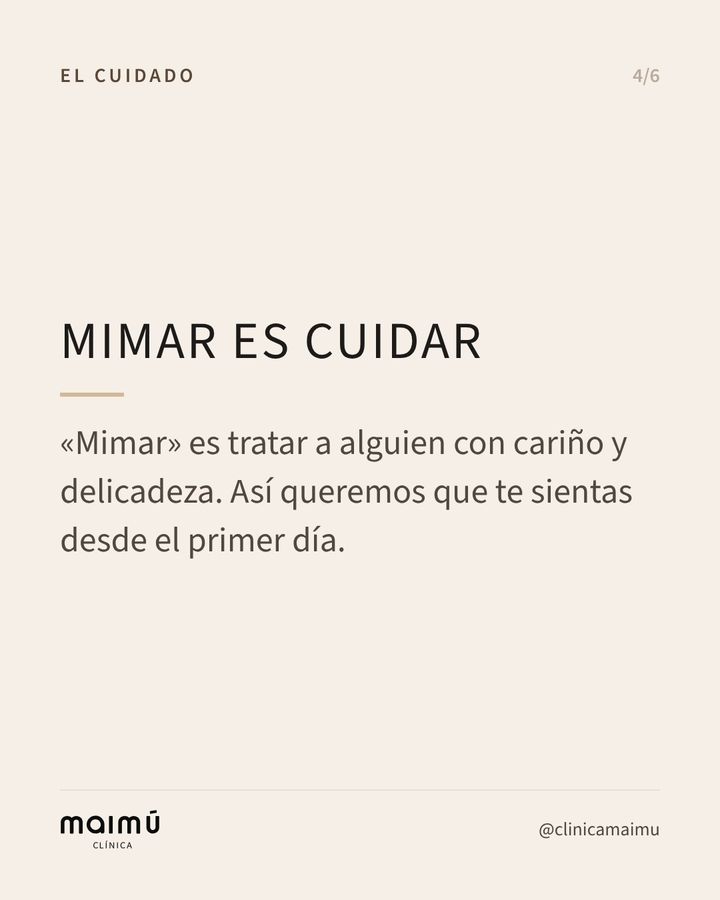 EL CUIDADO
4/6
MIMAR ES CUIDAR
«Mimar» es tratar a alguien con cariño y
delicadeza. Así queremos que te sientas
desde el primer día.
maimú
CLÍNICA
@clinicamaimu